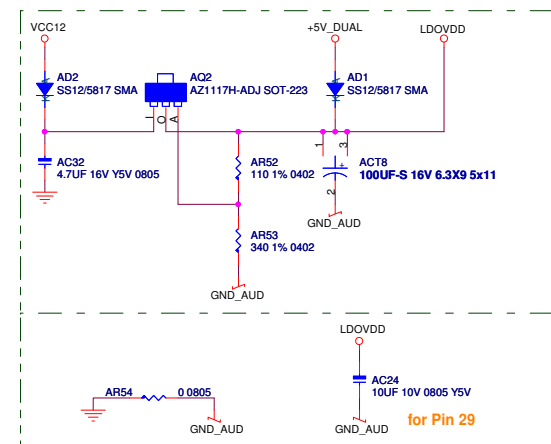 VCC12
+5V_DUAL
LDOVDD
AD2
SS12/5817 SMA
AQ2
AZ1117H-ADJ SOT-223
AD1
SS12/5817 SMA
I
O
A
1
3
AC32
4.7UF 16V Y5V 0805
AR52
110 1% 0402
ACT8
100UF-S 16V 6.3X9 5x11
+
2
GND_AUD
AR53
340 1% 0402
GND_AUD
LDOVDD
AR54
0 0805
GND_AUD
AC24
10UF 10V 0805 Y5V
GND_AUD
for Pin 29